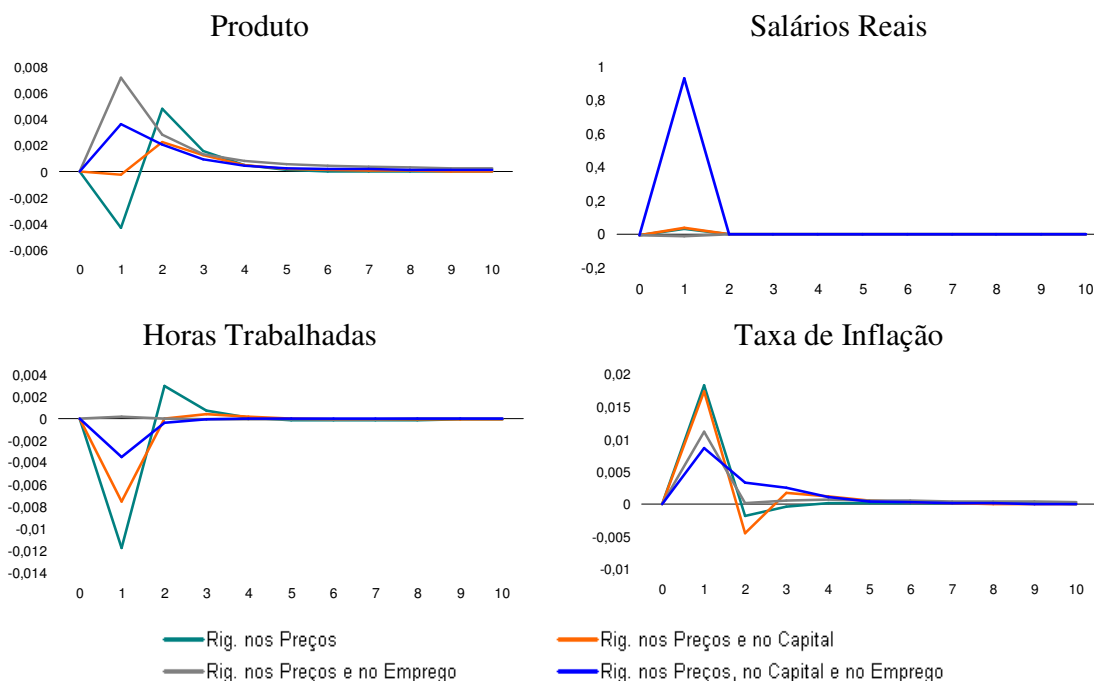 Produto
0,008
0,006
0,004
0,002
0
-0,002
-0,004
-0,006
0 1 2 3 4 5 6 7 8 9 10
Salários Reais
1
0,8
0,6
0,4
0,2
0
-0,2
0 1 2 3 4 5 6 7 8 9 10
Horas Trabalhadas
0,004
0,002
0
-0,002
-0,004
-0,006
-0,008
-0,01
-0,012
-0,014
0 1 2 3 4 5 6 7 8 9 10
Taxa de Inflação
0,02
0,015
0,01
0,005
0
-0,005
-0,01
0 1 2 3 4 5 6 7 8 9 10
Rig. nos Preços
Rig. nos Preços e no Capital
Rig. nos Preços e no Emprego
Rig. nos Preços, no Capital e no Emprego